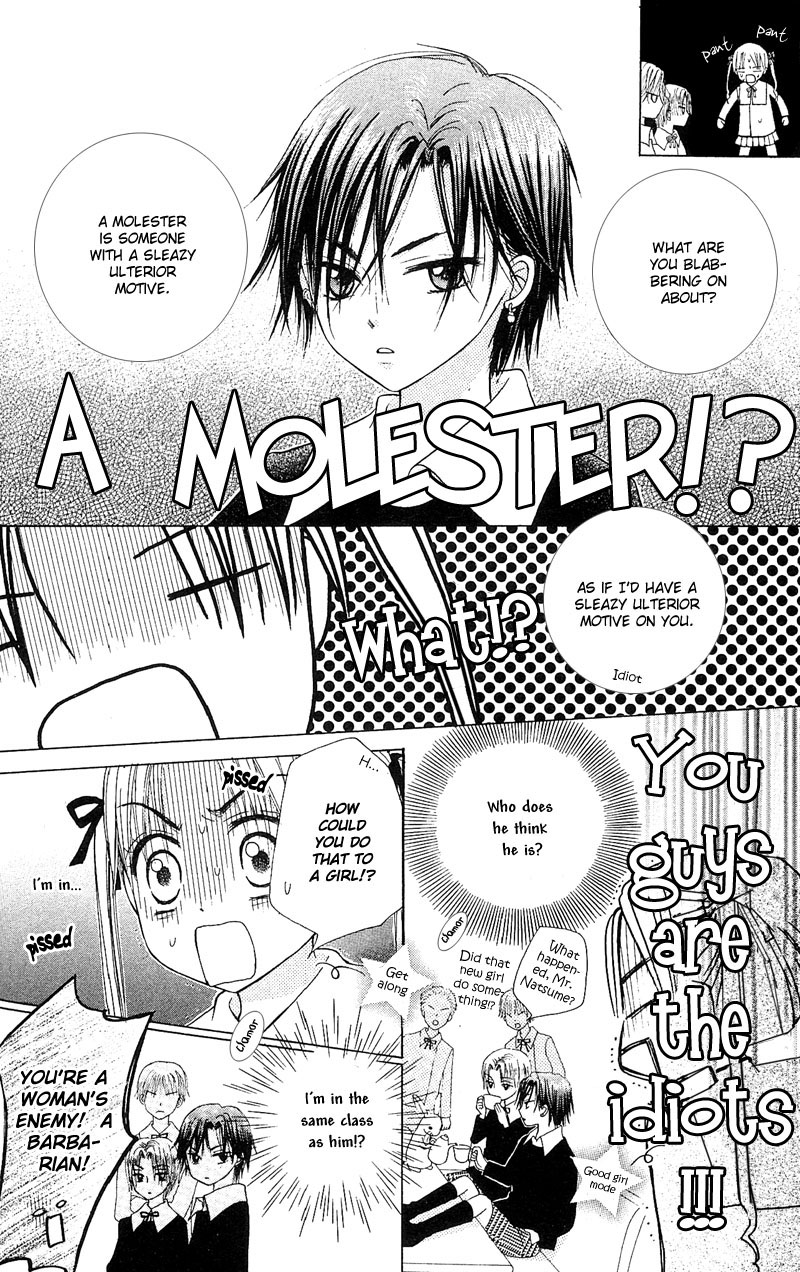 pant
pant
WHAT ARE
YOU BLAB-
BERING ON
ABOUT?
A MOLESTER
IS SOMEONE
WITH A SLEAZY
ULTERIOR
MOTIVE.
A MOLESTER!?
AS IF I'D HAVE A
SLEAZY ULTERIOR
MOTIVE ON YOU.
Idiot
What!?
You
guys
are
the
idiots
!!!
Who does
he think
he is?
clamor
What
happen-
ed, Mr.
Natsume?
Did that
new girl
do some-
thing!?
Get
along
Good girl
mode
H...
HOW
COULD
YOU DO
THAT TO
A GIRL!?
pissed
I'm in...
pissed
clamor
I'm in the
same class
as him!?
YOU'RE A
WOMAN'S
ENEMY! A
BARBA-
RIAN!